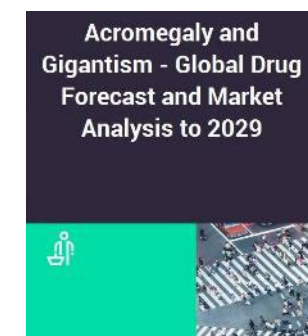 Acromegaly and
Gigantism - Global Drug
Forecast and Market
Analysis to 2029